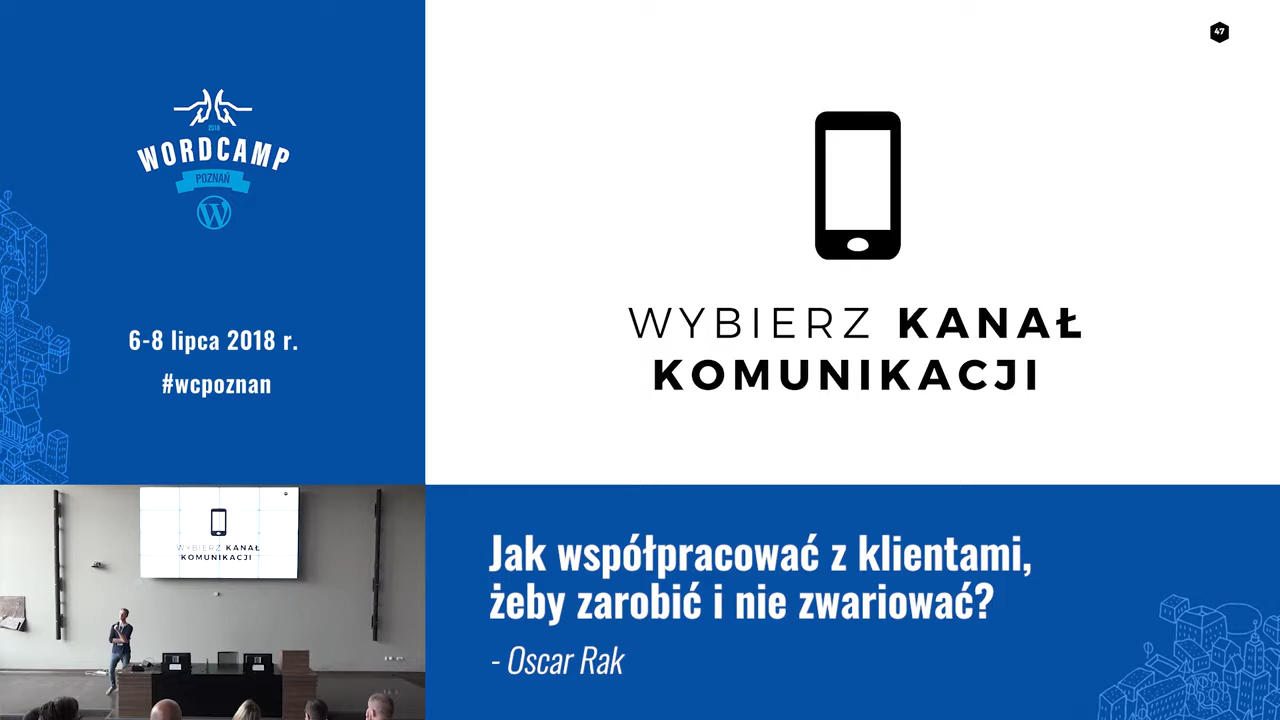 2018
WORDCAMP
POZNAŃ
6-8 lipca 2018 r.
#wcpoznan
47
WYBIERZ KANAŁ
KOMUNIKACJI
WYBIERZ KANAŁ
KOMUNIKACJI
Jak współpracować z klientami,
żeby zarobić i nie zwariować?
- Oscar Rak